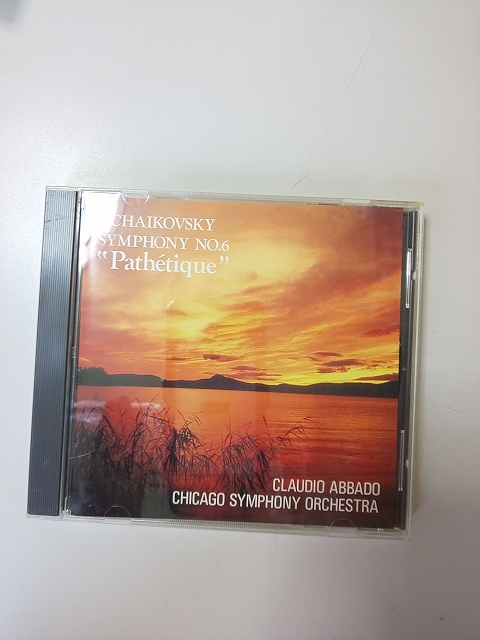 CHAIKOVSKY
SYMPHONY NO.6
"Pathétique"
CLAUDIO ABBADO
CHICAGO SYMPHONY ORCHESTRA